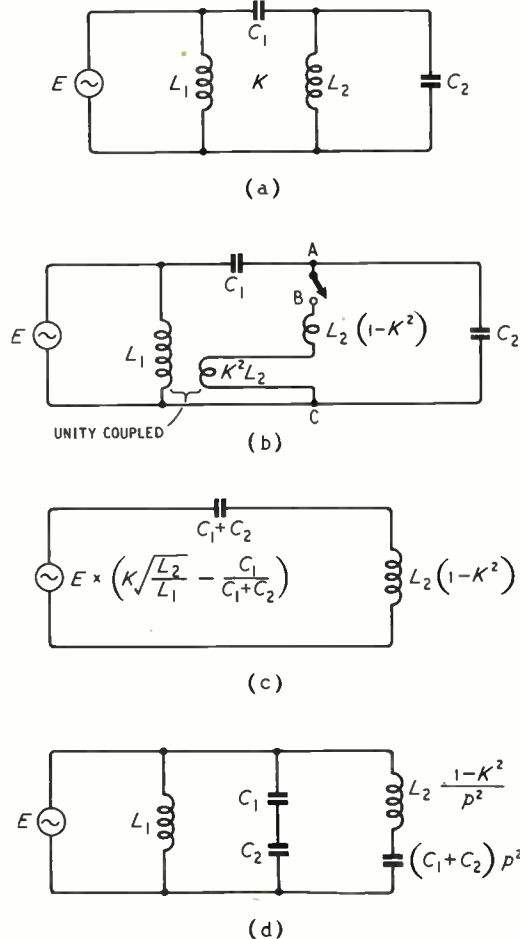 C₁
E L₁ K L₂ C₂
(a)
A
C₁
B
L₂ (1-K²)
E L₁ K²L₂ C₂
UNITY COUPLED
C
(b)
C₁+C₂
E × (K√(L₂/L₁) - C₁/(C₁+C₂)) L₂ (1-K²)
(c)
E L₁ C₁ L₂ (1-K²)/p²
C₂ (C₁+C₂) p²
(d)